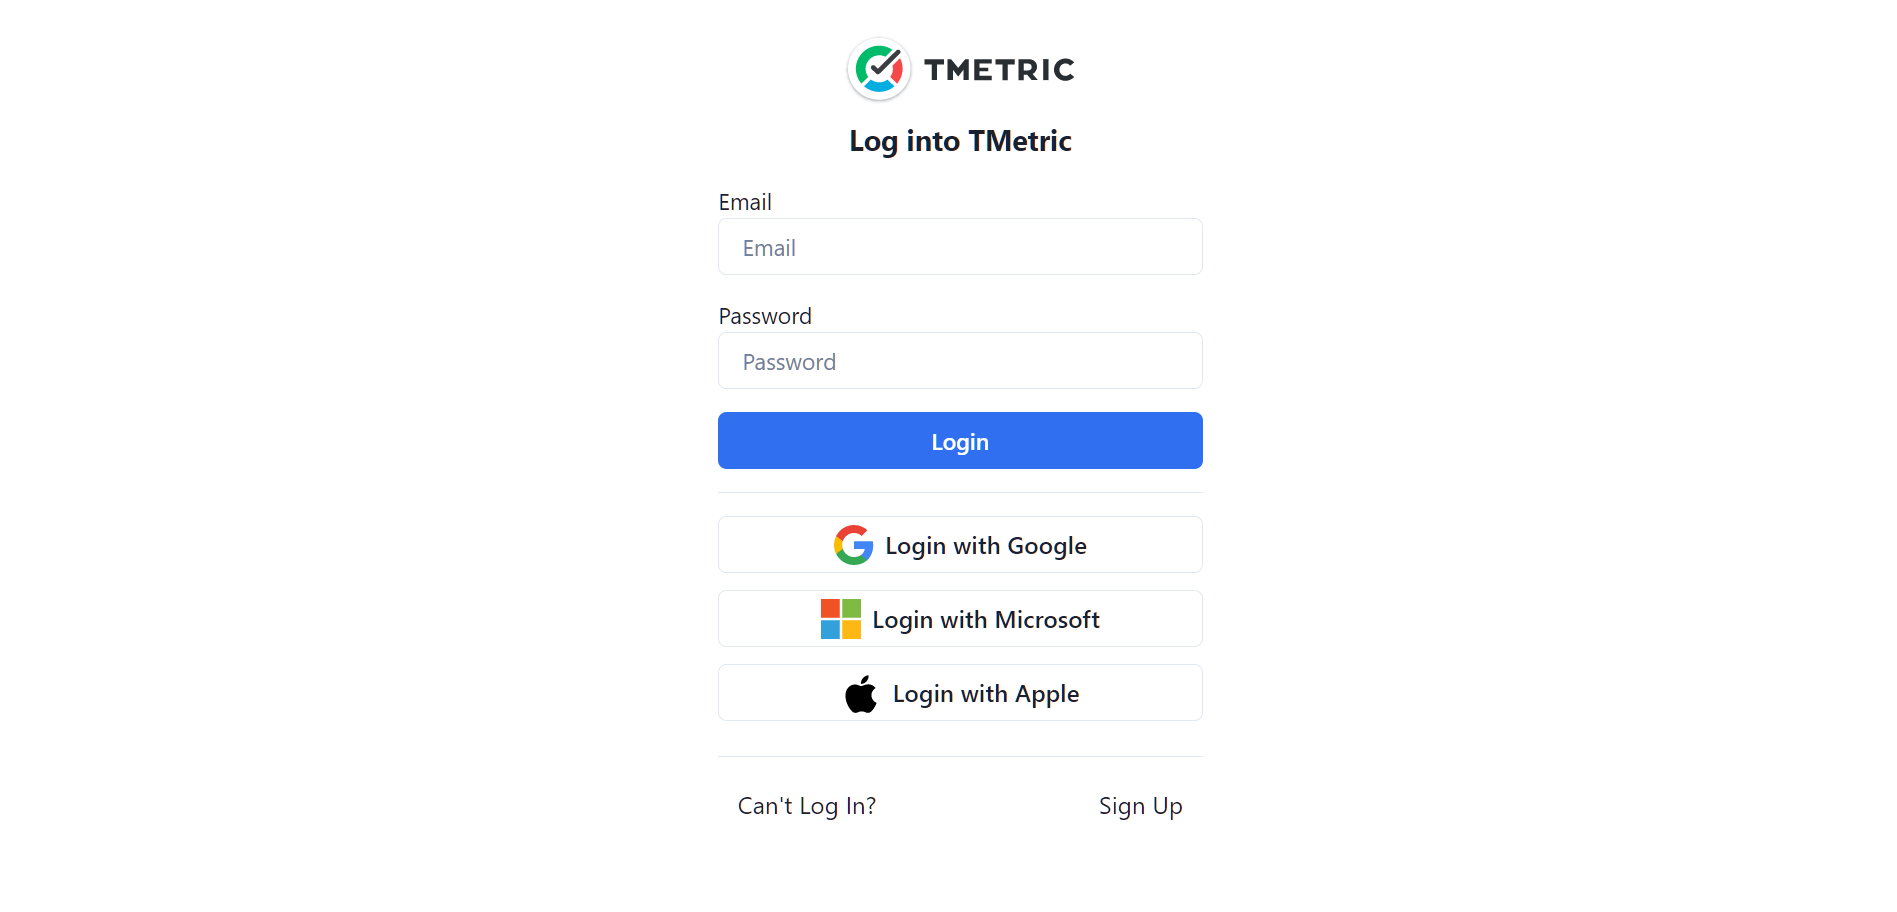 TMETRIC
Log into TMetric
Email
Email
Password
Password
Login
Login with Google
Login with Microsoft
Login with Apple
Can't Log In?
Sign Up